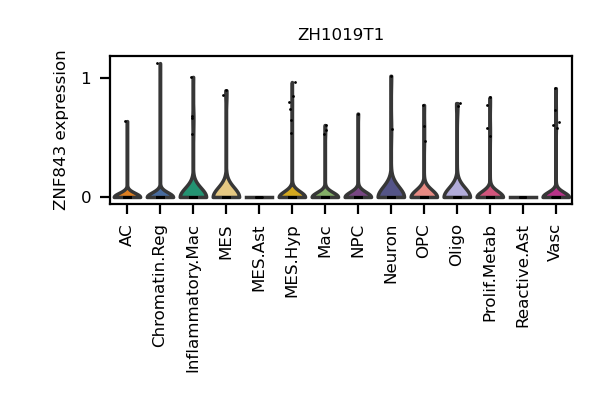 ZH1019T1
ZNF843 expression
1
0
AC
Chromatin.Reg
Inflammatory.Mac
MES
MES.Ast
MES.Hyp
Mac
NPC
Neuron
OPC
Oligo
Prolif.Metab
Reactive.Ast
Vasc